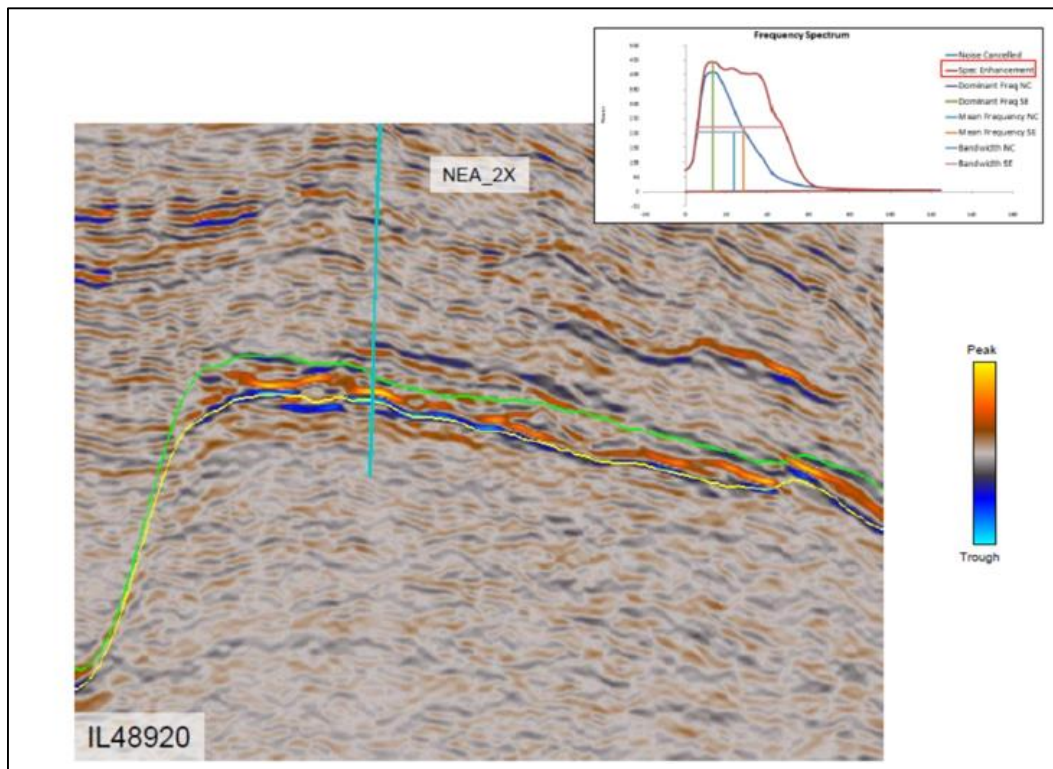 Frequency Spectrum
Noise Cancelled
Spec Enhancement
Dominant Freq NC
Dominant Freq SE
Mean Frequency NC
Mean Frequency SE
Bandwidth NC
Bandwidth SE
NEA_2X
Peak
Trough
IL48920